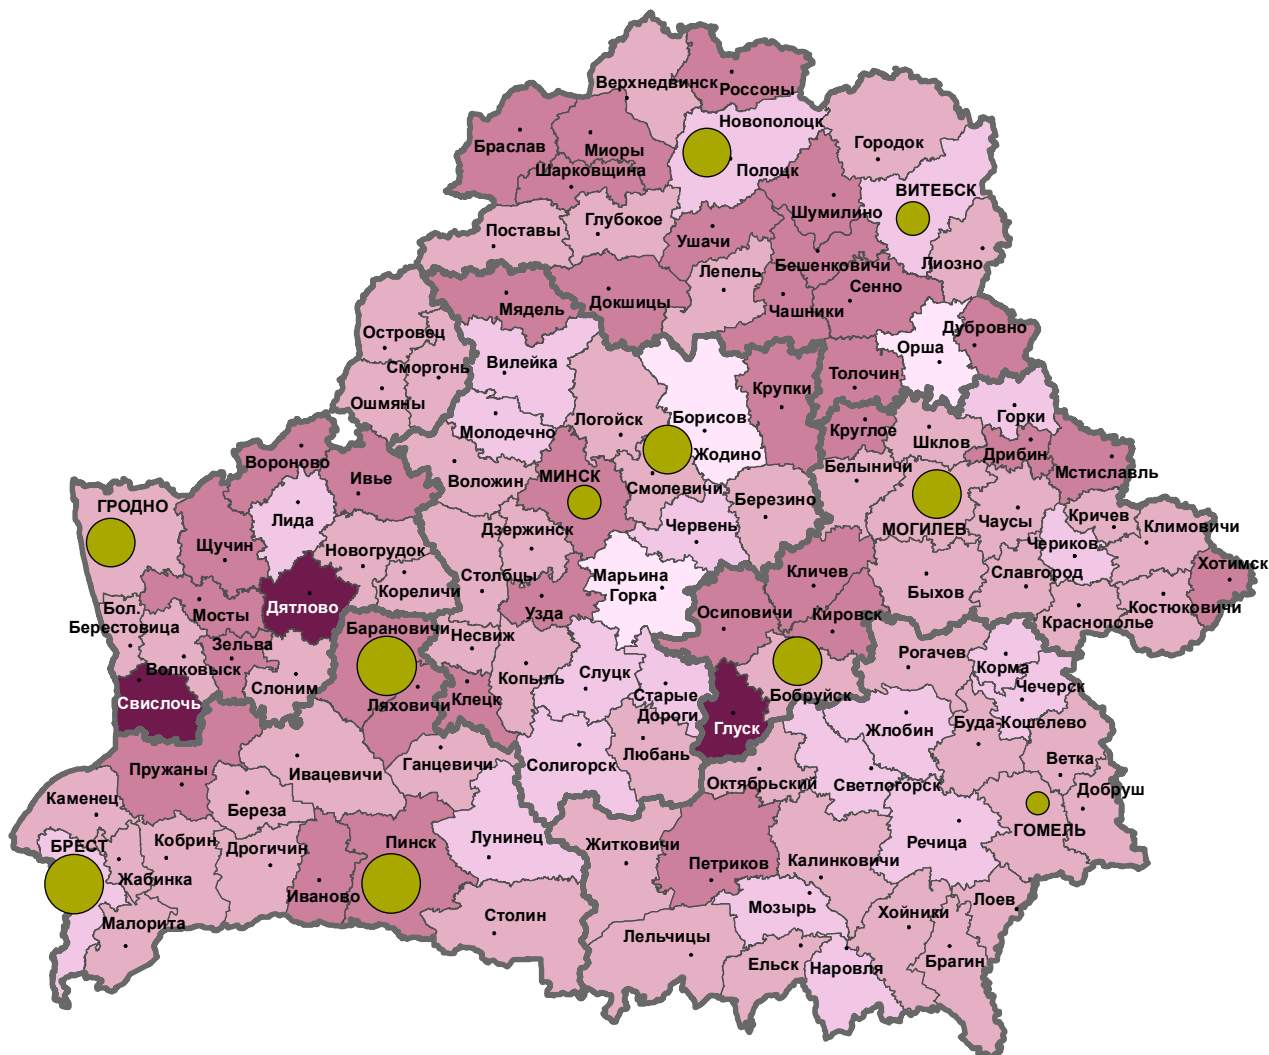 Верхнедвинск
Россоны
Новополоцк
Браслав
Миоры
Городок
Шарковщина
Полоцк
ВИТЕБСК
Глубокое
Шумилино
Поставы
Ушачи
Лепель
Бешенковичи
Лиозно
Сенно
Мядель
Докшицы
Чашники
Островец
Дубровно
Орша
Вилейка
Сморгонь
Толочин
Крупки
Ошмяны
Логойск
Борисов
Горки
Молодечно
Круглое
Шклов
Жодино
Дрибин
Вороново
Белыничи
Мстиславль
Ивье
Воложин
МИНСК
Смолевичи
Березино
ГРОДНО
Лида
Дзержинск
Червень
МОГИЛЕВ
Чаусы
Кричев
Климовичи
Щучин
Новогрудок
Чериков
Столбцы
Марьина
Горка
Кличев
Славгород
Хотимск
Кореличи
Быхов
Дятлово
Бол.
Берестовица
Мосты
Узда
Осиповичи
Кировск
Костюковичи
Краснополье
Барановичи
Несвиж
Зельва
Волковыск
Рогачев
Корма
Слуцк
Копыль
Слоним
Чечерск
Свислочь
Ляховичи
Клецк
Старые
Дороги
Бобруйск
Глуск
Жлобин
Буда-Кошелево
Любань
Ветка
Пружаны
Ивацевичи
Ганцевичи
Солигорск
Октябрьский
Светлогорск
Добруш
Каменец
Береза
ГОМЕЛЬ
БРЕСТ
Кобрин
Дрогичин
Пинск
Лунинец
Житковичи
Речица
Петриков
Калинковичи
Жабинка
Иваново
Мозырь
Хойники
Лоев
Столин
Малорита
Лельчицы
Ельск
Наровля
Брагин